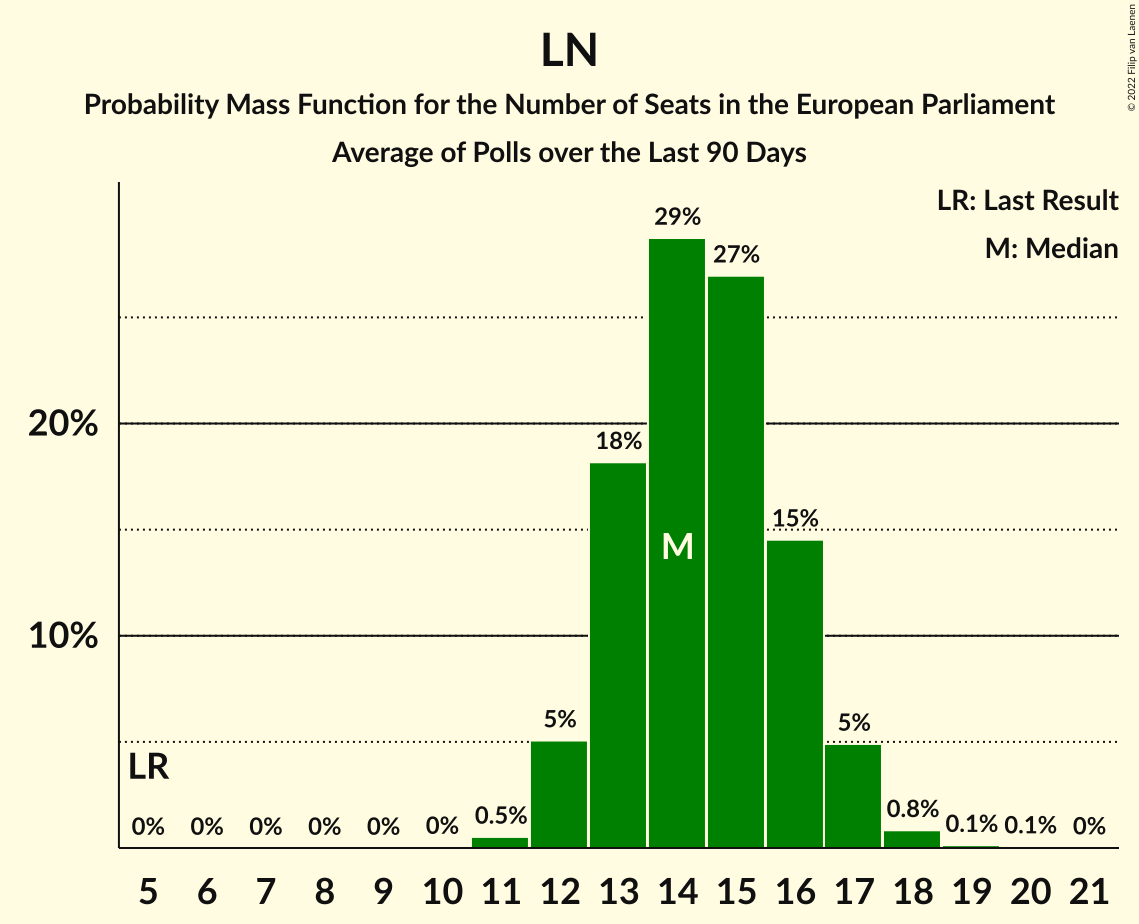 LN
Probability Mass Function for the Number of Seats in the European Parliament
Average of Polls over the Last 90 Days
© 2022 Filip van Laenen
LR: Last Result
M: Median
29%
27%
20%
18%
15%
M
10%
5%
5%
LR
0% 0% 0% 0% 0% 0% 0.5% 0.8% 0.1% 0.1% 0%
5 6 7 8 9 10 11 12 13 14 15 16 17 18 19 20 21